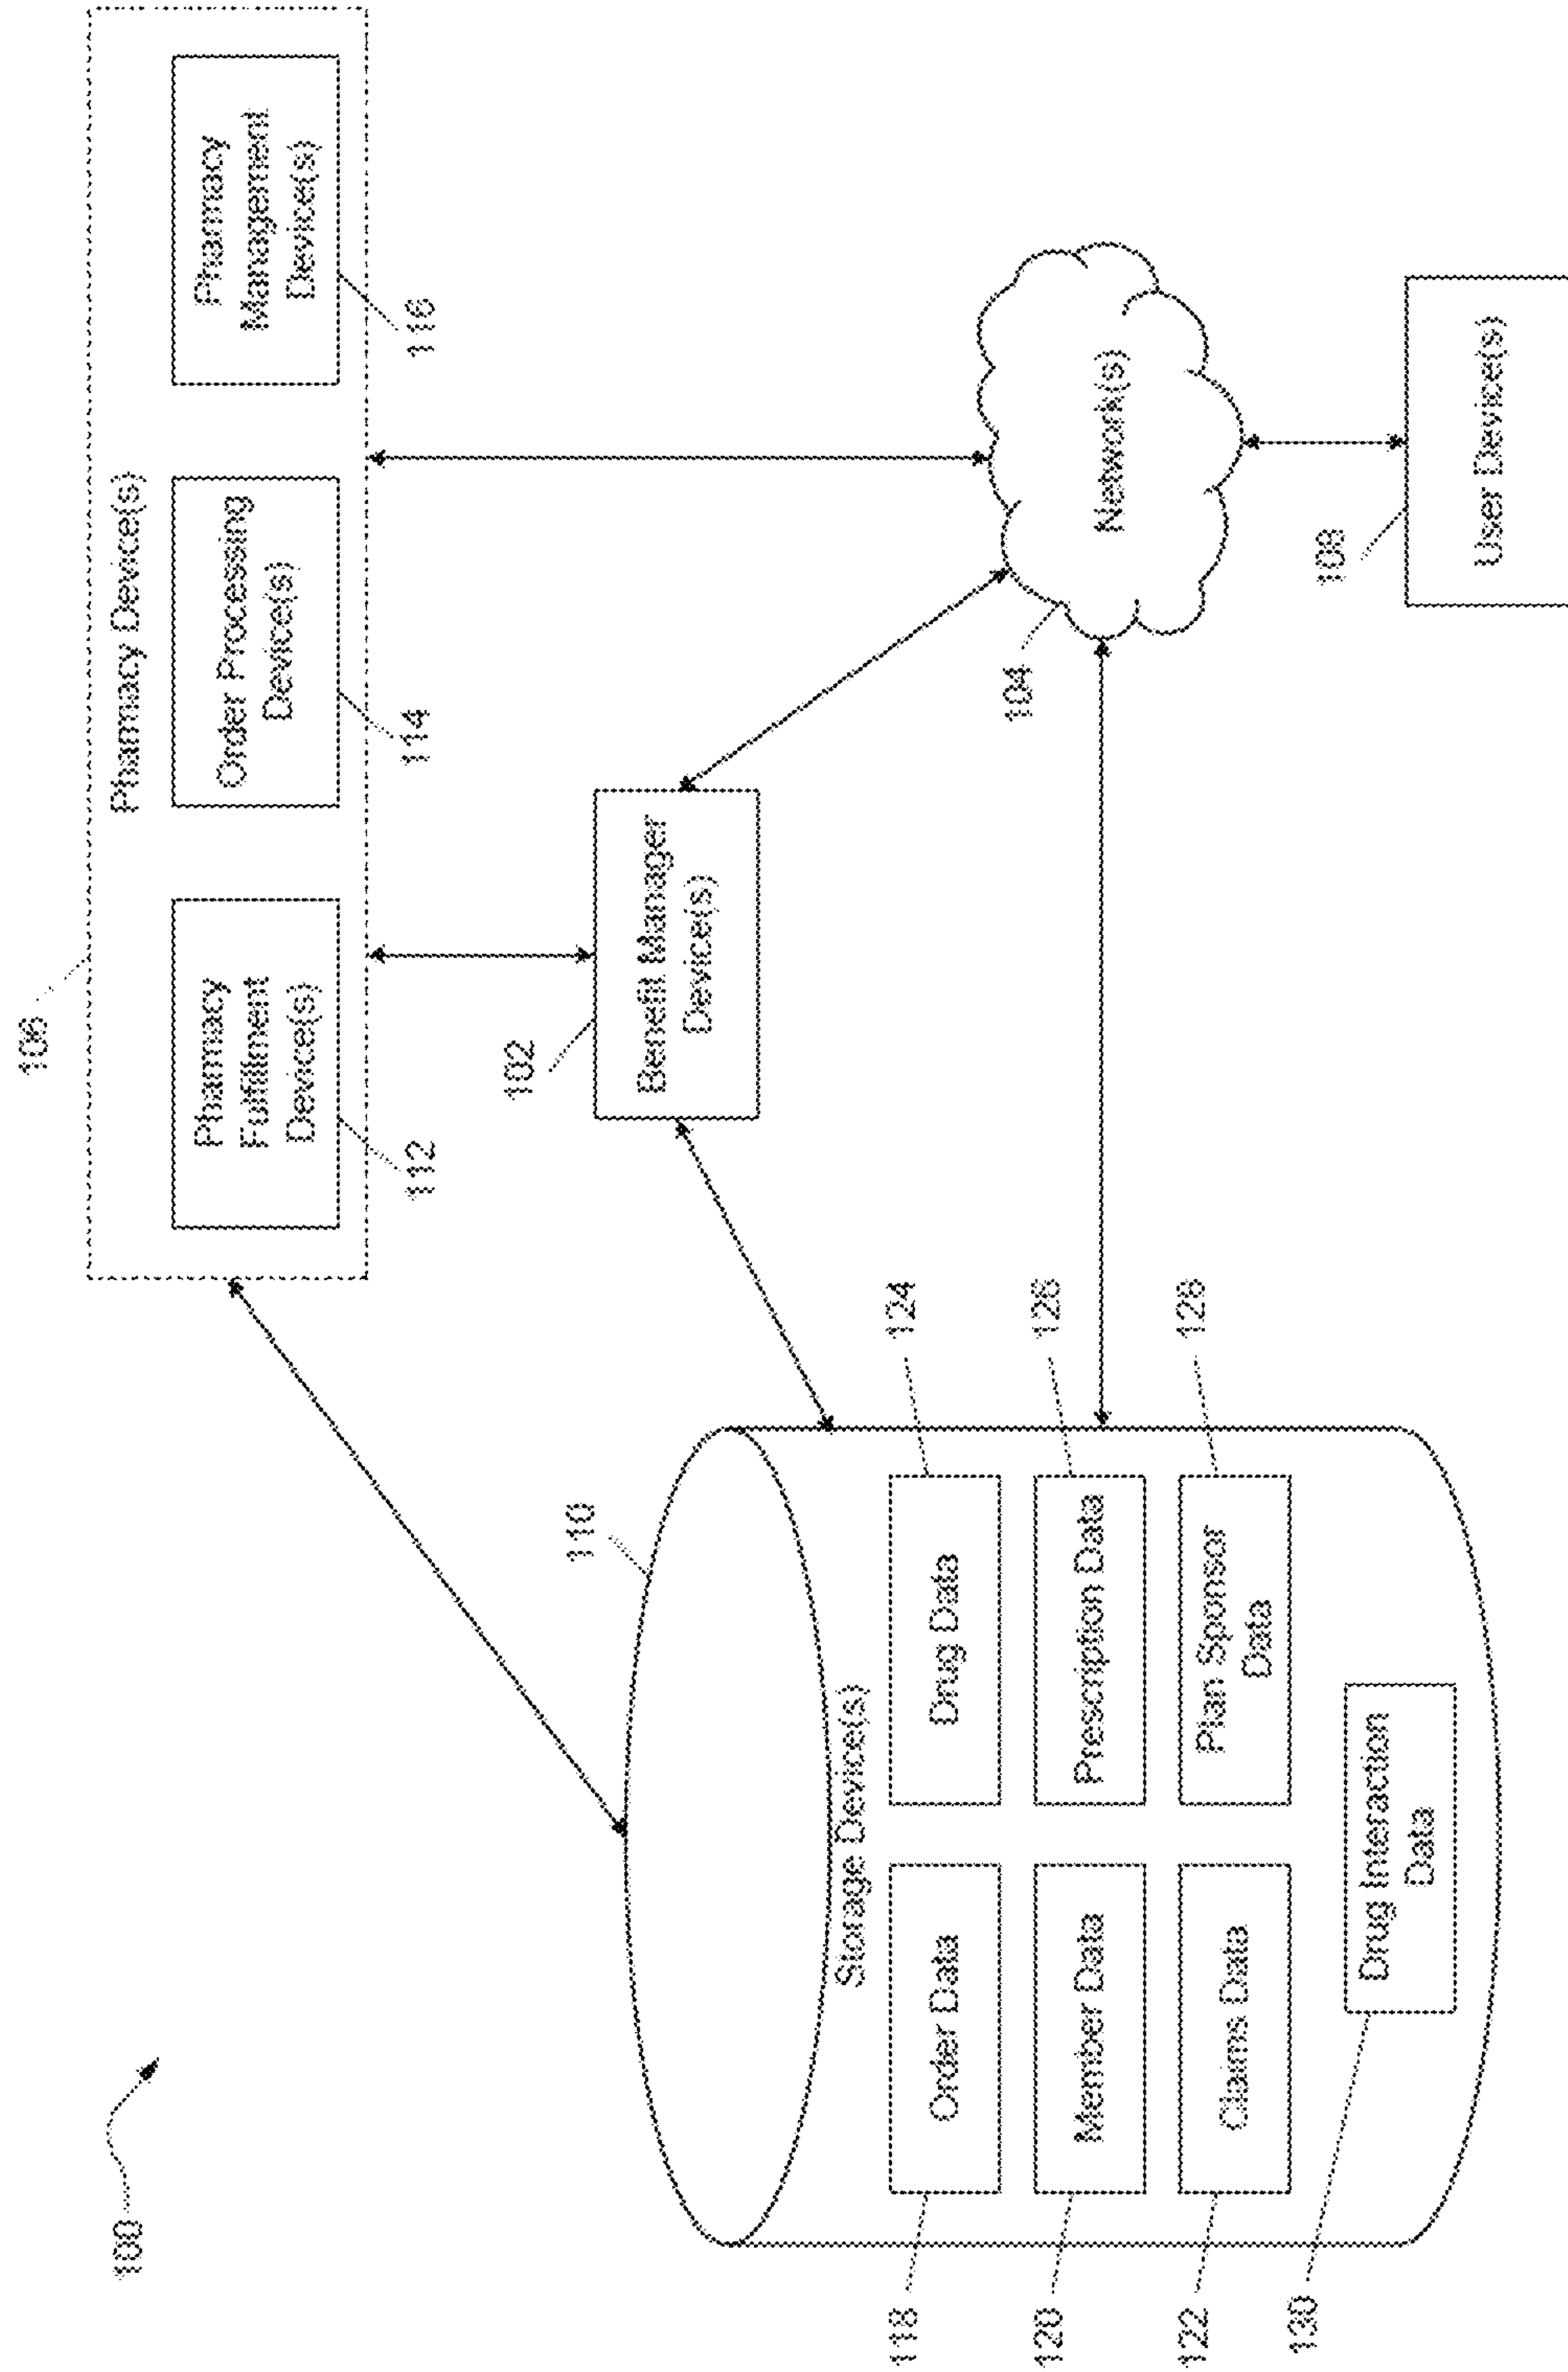 100
106
Pharmacy Device(s)
Pharmacy
Fulfillment
Device(s)
112
Order Processing
Device(s)
114
Pharmacy
Management
Device(s)
116
102
Benefit Manager
Device(s)
110
Storage Device(s)
118
Order Data
Drug Data
124
120
Member Data
Prescription Data
126
122
Claims Data
Plan Sponsor
Data
128
130
Drug Interaction
Data
104
Network(s)
108
User Device(s)